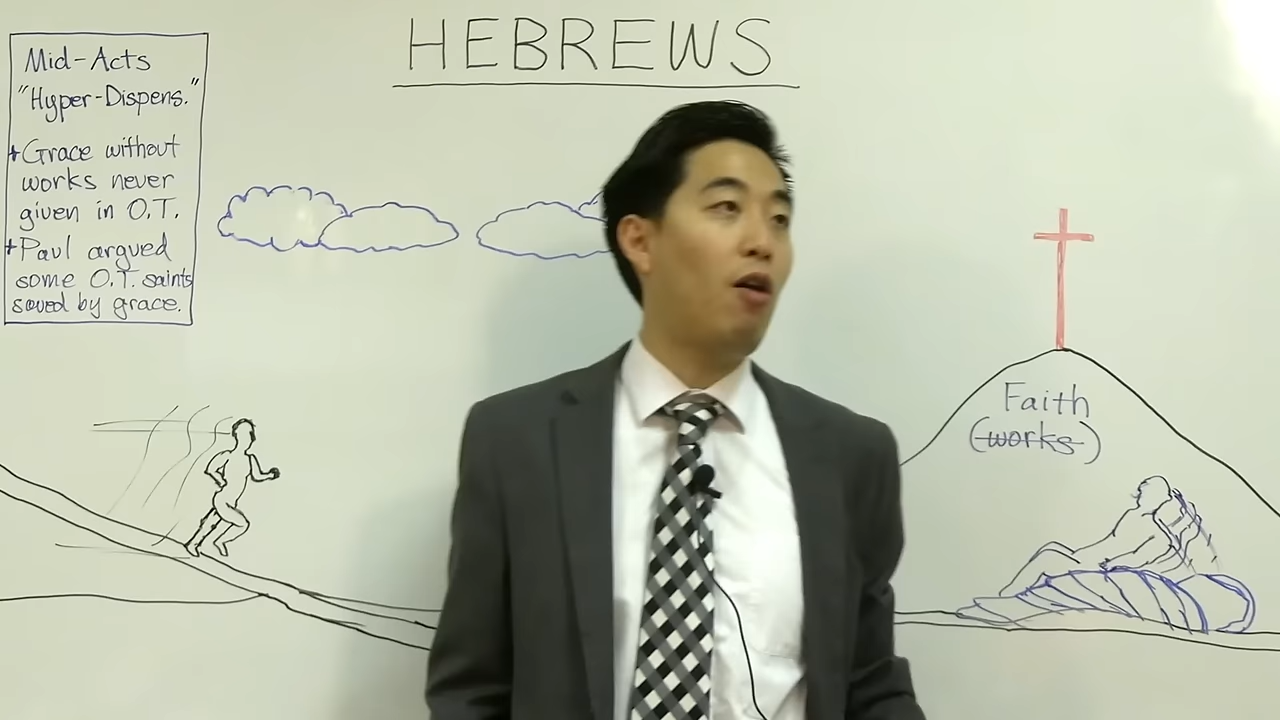 HEBREWS
Mid-Acts
"Hyper-Dispens."
+Grace without
works never
given in O.T.
+Paul argued
some O.T. saints
saved by grace.
Faith
(works)